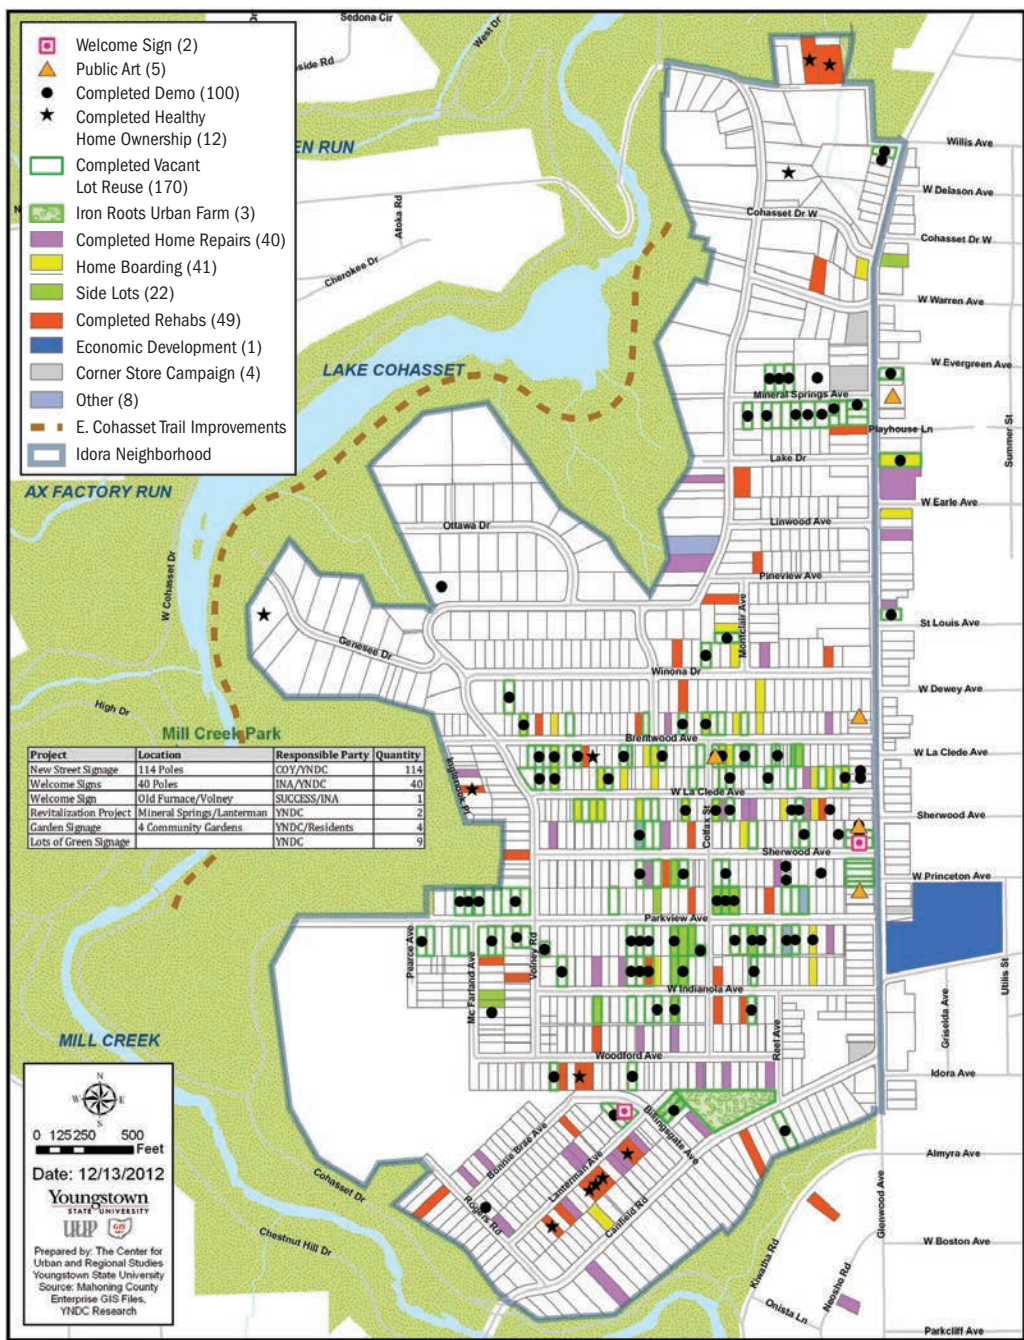 Sedona Cir
Dr
West Dr
side Rd
Welcome Sign (2)
Public Art (5)
Completed Demo (100)
Completed Healthy
Home Ownership (12)
Completed Vacant
Lot Reuse (170)
Iron Roots Urban Farm (3)
Completed Home Repairs (40)
Home Boarding (41)
Side Lots (22)
Completed Rehabs (49)
Economic Development (1)
Corner Store Campaign (4)
Other (8)
E. Cohasset Trail Improvements
Idora Neighborhood
EN RUN
N
Atoka Rd
Cherokee Dr
LAKE COHASSET
AX FACTORY RUN
W Cohasset Dr
High Dr
Willis Ave
W Delason Ave
Cohasset Dr W
Cohasset Dr W
W Warren Ave
W Evergreen Ave
Mineral Springs Ave
Playhouse Ln
Summer St
Lake Dr
W Earle Ave
Linwood Ave
Ottawa Dr
Pineview Ave
Montclair Ave
St Louis Ave
Genesee Dr
Winona Dr
W Dewey Ave
Brentwood Ave
W La Clede Ave
Inglenook Pl
W La Clede Ave
Colfax St
Sherwood Ave
Sherwood Ave
W Princeton Ave
Parkview Ave
Pearce Ave
Mc Farland Ave
Volney Rd
W Indianola Ave
Utilis St
Griselda Ave
Reel Ave
Woodford Ave
Idora Ave
Mill Creek Park
Project Location Responsible Party Quantity
New Street Signage 114 Poles COY/YNDC 114
Welcome Signs 40 Poles INA/YNDC 40
Welcome Sign Old Furnace/Volney SUCCESS/INA 1
Revitalization Project Mineral Springs/Lanterman YNDC 2
Garden Signage 4 Community Gardens YNDC/Residents 4
Lots of Green Signage YNDC 9
MILL CREEK
Billingsgate Ave
Bonnie Brae Ave
Lanterman Ave
Rogers Rd
Canfield Rd
Almyra Ave
Glenwood Ave
W Boston Ave
Kiwatha Rd
Neosho Rd
Onista Ln
Parkcliff Ave
Cohasset Dr
Chestnut Hill Dr
N
W E
S
0 125 250 500
Feet
Date: 12/13/2012
Youngstown
STATE UNIVERSITY
UUP GIS
Prepared by: The Center for
Urban and Regional Studies
Youngstown State University
Source: Mahoning County
Enterprise GIS Files,
YNDC Research